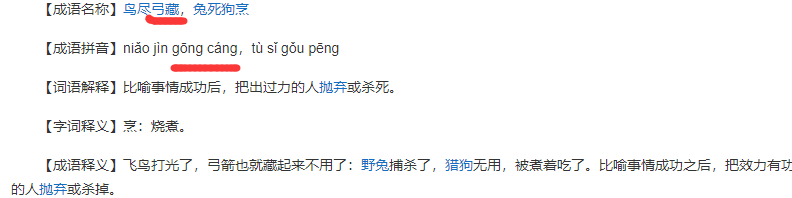 【成语名称】鸟尽弓藏，兔死狗烹
【成语拼音】niǎo jìn gōng cáng，tù sǐ gǒu pēng
【词语解释】比喻事情成功后，把出过力的人抛弃或杀死。
【字词释义】烹：烧煮。
【成语释义】飞鸟打光了，弓箭也就藏起来不用了：野兔捕杀了，猎狗无用，被煮着吃了。比喻事情成功之后，把效力有功
的人抛弃或杀掉。